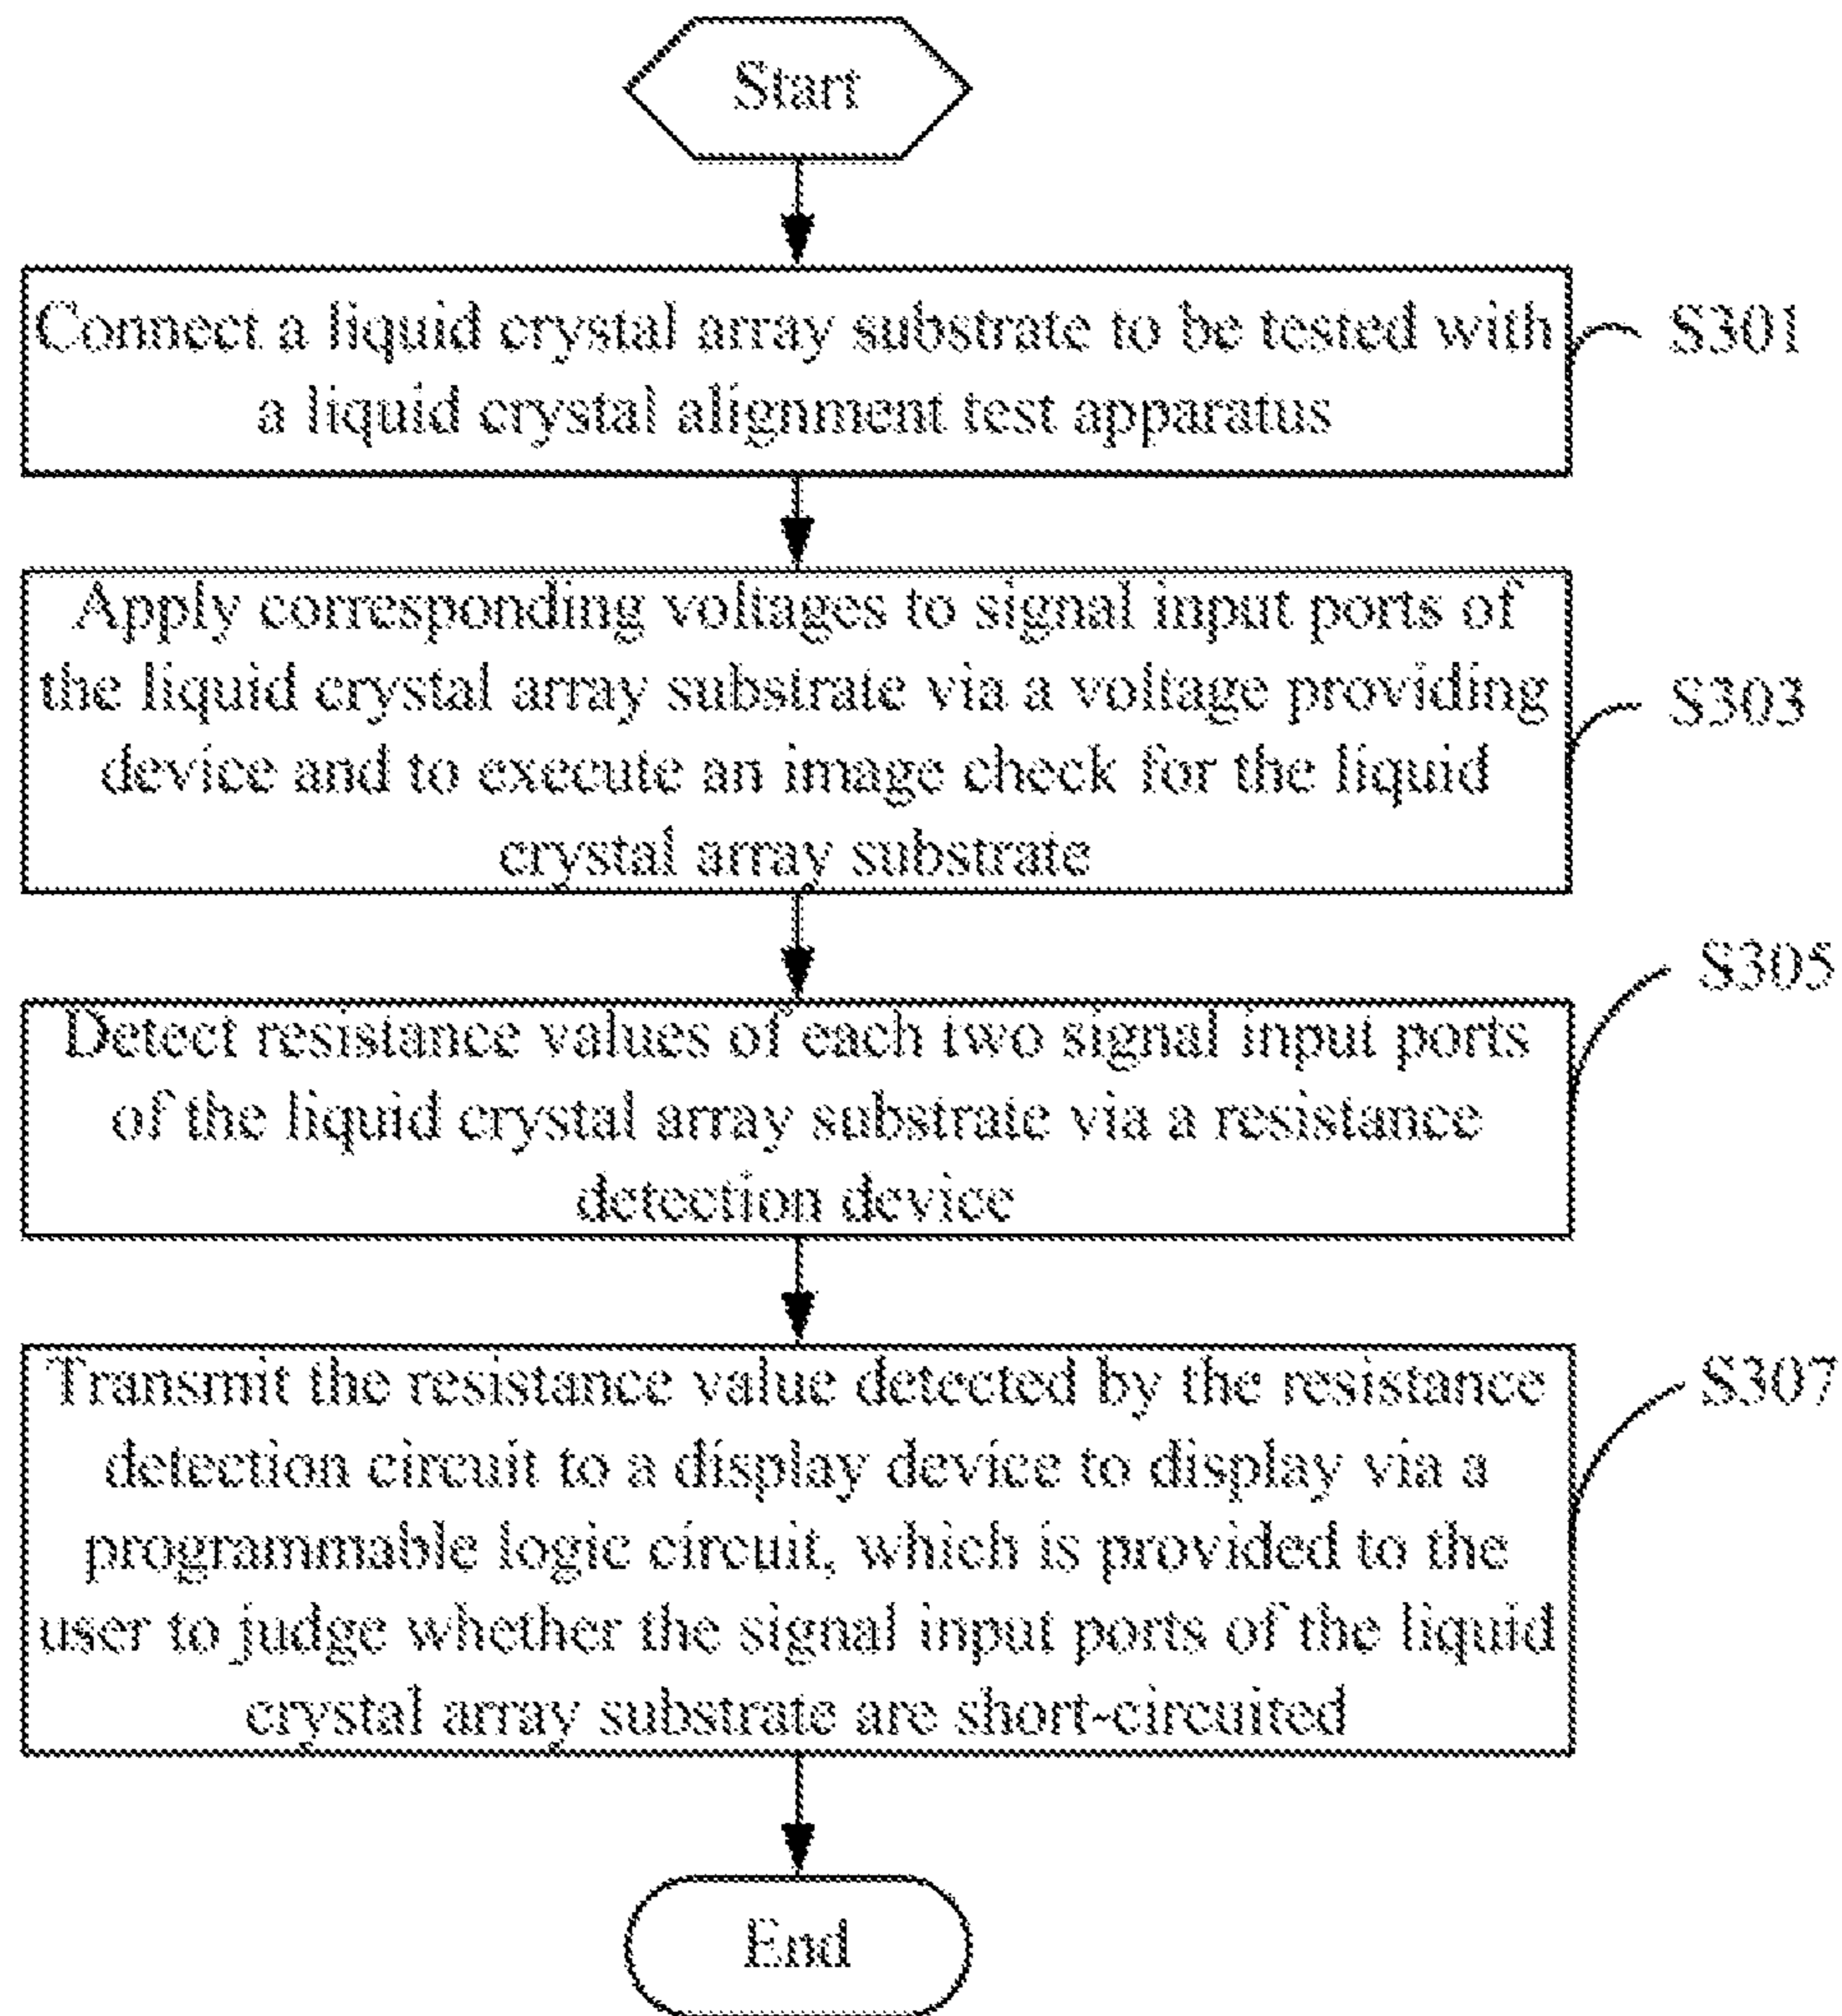 Start
Connect a liquid crystal array substrate to be tested with
a liquid crystal alignment test apparatus
S301
Apply corresponding voltages to signal input ports of
the liquid crystal array substrate via a voltage providing
device and to execute an image check for the liquid
crystal array substrate
S303
Detect resistance values of each two signal input ports
of the liquid crystal array substrate via a resistance
detection device
S305
Transmit the resistance value detected by the resistance
detection circuit to a display device to display via a
programmable logic circuit, which is provided to the
user to judge whether the signal input ports of the liquid
crystal array substrate are short-circuited
S307
End